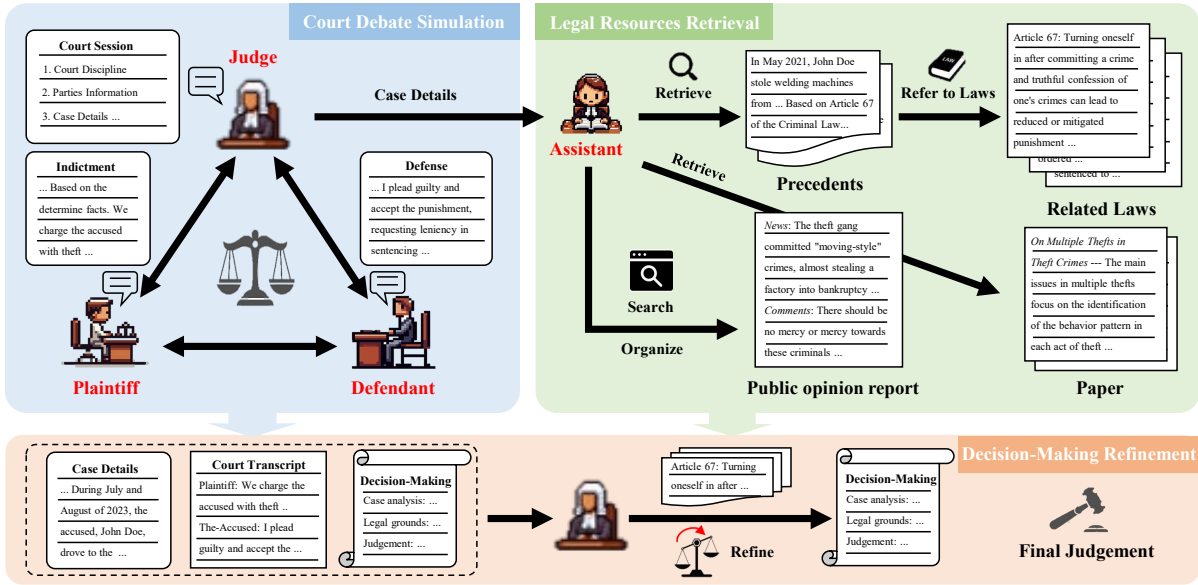 Court Debate Simulation
Court Session
1. Court Discipline
2. Parties Information
3. Case Details ...
Judge
Indictment
... Based on the
determine facts. We
charge the accused
with theft ...
Defense
... I plead guilty and
accept the punishment,
requesting leniency in
sentencing ...
Plaintiff
Defendant
Case Details
Legal Resources Retrieval
Assistant
Retrieve
In May 2021, John Doe
stole welding machines
from ... Based on Article 67
of the Criminal Law...
e
Precedents
LAW
Refer to Laws
Article 67: Turning oneself
in after committing a crime
and truthful confession of
one's crimes can lead to
reduced or mitigated
punishment ...
ordered ...
sentenced to ...
Related Laws
Retrieve
Search
Organize
News: The theft gang
committed "moving-style"
crimes, almost stealing a
factory into bankruptcy ...
Comments: There should be
no mercy or mercy towards
these criminals ...
Public opinion report
On Multiple Thefts in
Theft Crimes --- The main
issues in multiple thefts
focus on the identification
of the behavior pattern in
each act of theft ...
Paper
Decision-Making Refinement
Case Details
... During July and
August of 2023, the
accused, John Doe,
drove to the ...
Court Transcript
Plaintiff: We charge the
accused with theft ..
The-Accused: I plead
guilty and accept the ...
Decision-Making
Case analysis: ...
Legal grounds: ...
Judgement: ...
Article 67: Turning
oneself in after ...
Refine
Decision-Making
Case analysis: ...
Legal grounds: ...
Judgement: ...
Final Judgement